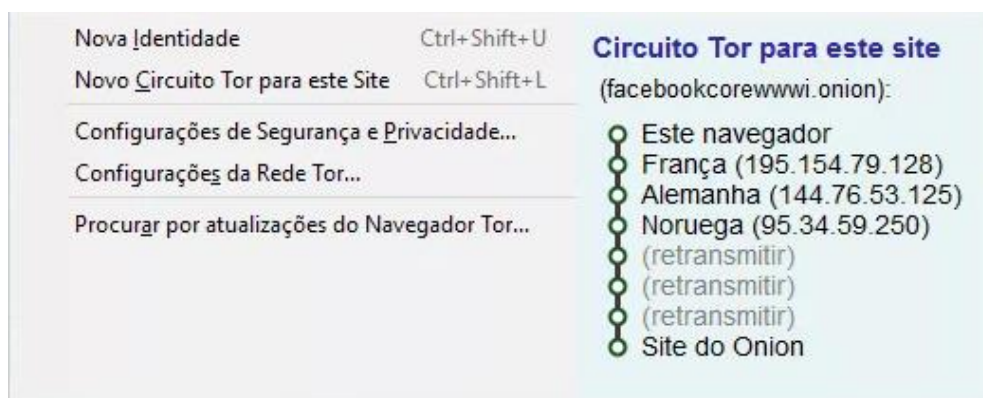 Nova Identidade Ctrl+Shift+U
Novo Circuito Tor para este Site Ctrl+Shift+L
Configurações de Segurança e Privacidade...
Configurações da Rede Tor...
Procurar por atualizações do Navegador Tor...
Circuito Tor para este site
(facebookcorewwwi.onion):
Este navegador
França (195.154.79.128)
Alemanha (144.76.53.125)
Noruega (95.34.59.250)
(retransmitir)
(retransmitir)
(retransmitir)
Site do Onion